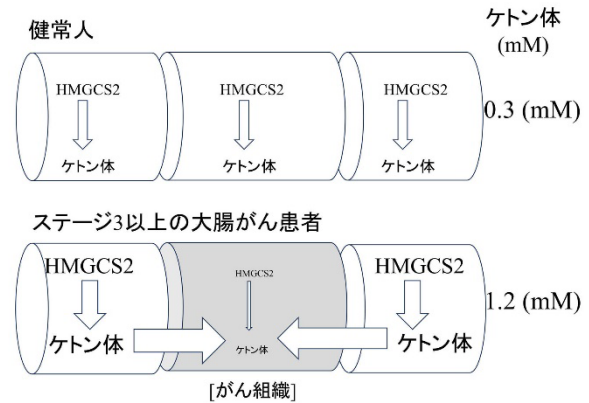 健常人
ケトン体
(mM)
HMGCS2
HMGCS2
HMGCS2
ケトン体
ケトン体
ケトン体
0.3 (mM)
ステージ3以上の大腸がん患者
HMGCS2
HMGCS2
HMGCS2
ケトン体
ケトン体
ケトン体
1.2 (mM)
[がん組織]